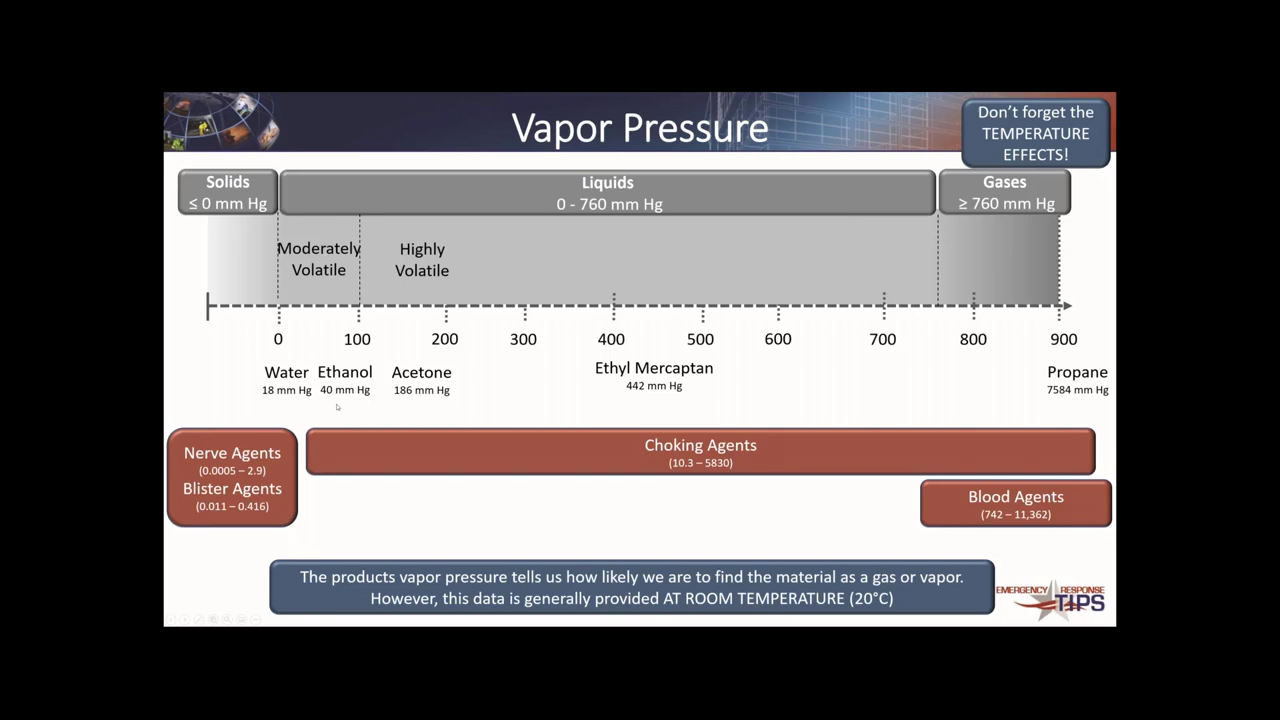 Vapor Pressure
Don't forget the
TEMPERATURE
EFFECTS!
Solids
≤ 0 mm Hg
Liquids
0 - 760 mm Hg
Gases
≥ 760 mm Hg
Moderately
Volatile
Highly
Volatile
0 100 200 300 400 500 600 700 800 900
Water
18 mm Hg
Ethanol
40 mm Hg
Acetone
186 mm Hg
Ethyl Mercaptan
442 mm Hg
Propane
7584 mm Hg
Nerve Agents
(0.0005 – 2.9)
Blister Agents
(0.011 – 0.416)
Choking Agents
(10.3 – 5830)
Blood Agents
(742 – 11,362)
The products vapor pressure tells us how likely we are to find the material as a gas or vapor.
However, this data is generally provided AT ROOM TEMPERATURE (20°C)
EMERGENCY RESPONSE
TIPS